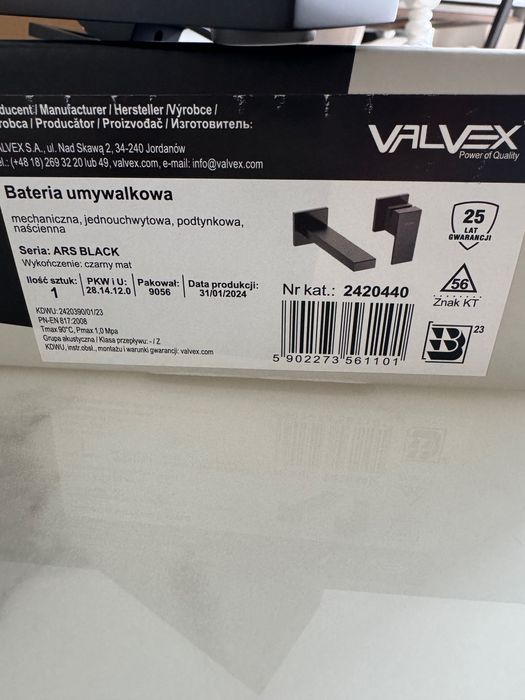 ducent / Manufacturer / Hersteller /Výrobce /
robca / Producător / Proizvođač / Изготовитель:
ALVEX S.A., ul. Nad Skawą 2, 34-240 Jordanów
el.: (+48 18) 269 32 20 lub 49, valvex.com, e-mail: info@valvex.com
VALVEX
Power of Quality
Bateria umywalkowa
mechaniczna, jednouchwytowa, podtynkowa,
naścienna
Seria: ARS BLACK
Wykończenie: czarny mat
Ilość sztuk: 1
PKW i U: 28.14.12.0
Pakował: 9056
Data produkcji: 31/01/2024
KDWU: 2420390/01/23
PN-EN 817:2008
Tmax 90°C, Pmax 1,0 Mpa
Grupa akustyczna / Klasa przepływu: - / Z
KDWU, instr.obsł., montażu i warunki gwarancji: valvex.com
Nr kat.: 2420440
5 902273 561101
25
LAT
GWARANCJI
56
Znak KT
B 23